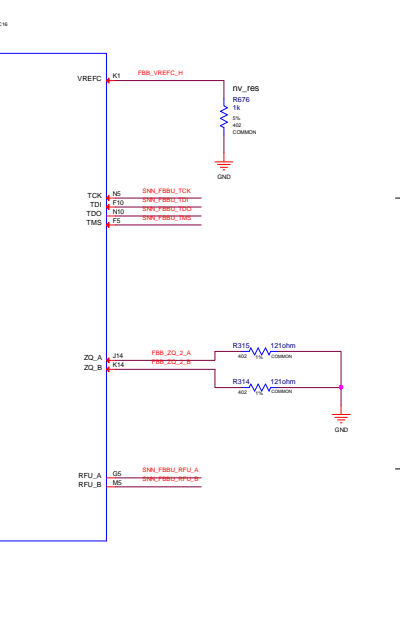 C16
VREFC K1 FBB_VREFC_H
nv_res
R676
1k
5%
402
COMMON
GND
TCK N5 SNN_FBBU_TCK
TDI F10 SNN_FBBU_TDI
TDO N10 SNN_FBBU_TDO
TMS F5 SNN_FBBU_TMS
R315 121ohm
402 1% COMMON
ZQ_A J14 FBB_ZQ_2_A
ZQ_B K14 FBB_ZQ_2_B
R314 121ohm
402 1% COMMON
GND
RFU_A G5 SNN_FBBU_RFU_A
RFU_B M5 SNN_FBBU_RFU_B